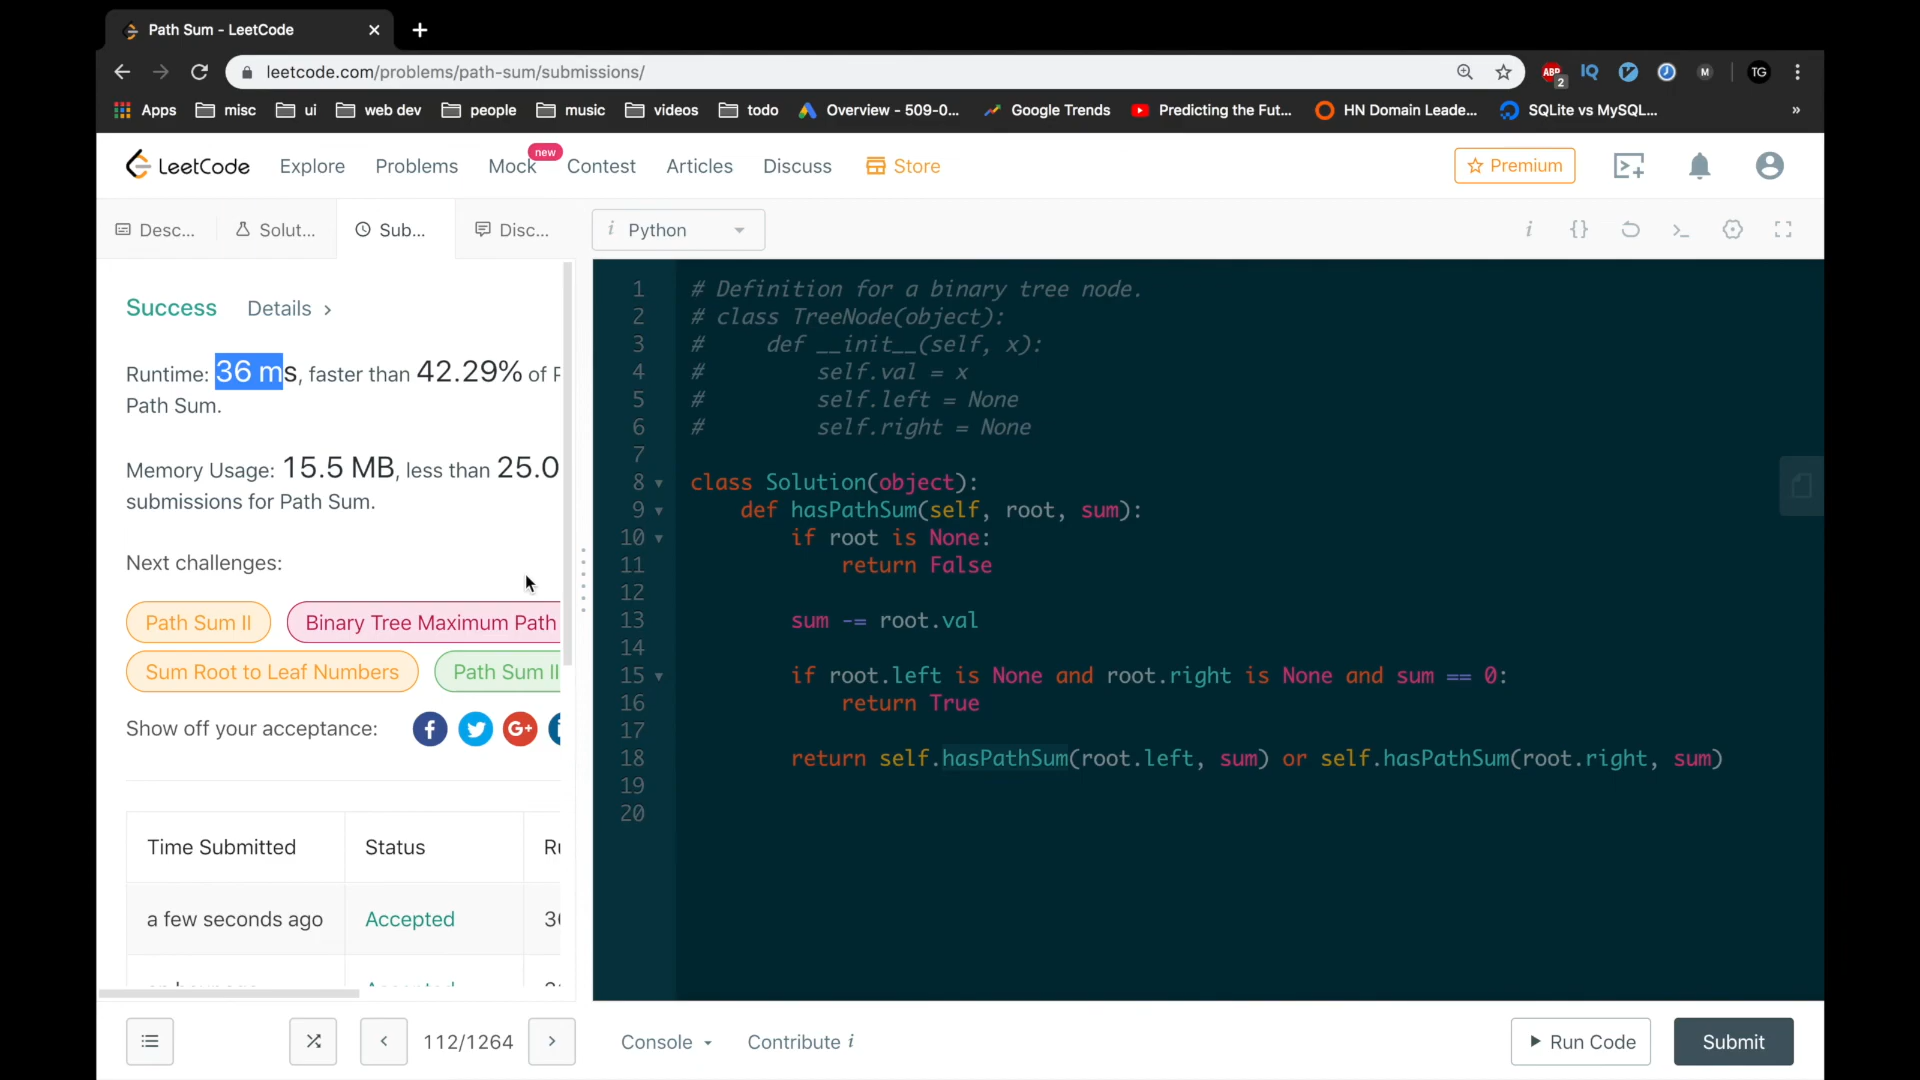 Path Sum - LeetCode
leetcode.com/problems/path-sum/submissions/
ABP
2
IQ
M
TG
Apps misc ui web dev people music videos todo Overview - 509-0... Google Trends Predicting the Fut... HN Domain Leade... SQLite vs MySQL... »
LeetCode Explore Problems Mock new Contest Articles Discuss Store Premium
Desc... Solut... Sub... Disc... i Python
Success Details >
Runtime: 36 ms, faster than 42.29% of
Path Sum.
Memory Usage: 15.5 MB, less than 25.0
submissions for Path Sum.
Next challenges:
Path Sum II Binary Tree Maximum Path
Sum Root to Leaf Numbers Path Sum II
Show off your acceptance:
Time Submitted Status
a few seconds ago Accepted
1 # Definition for a binary tree node.
2 # class TreeNode(object):
3 #     def __init__(self, x):
4 #         self.val = x
5 #         self.left = None
6 #         self.right = None
7
8 class Solution(object):
9     def hasPathSum(self, root, sum):
10         if root is None:
11             return False
12
13         sum -= root.val
14
15         if root.left is None and root.right is None and sum == 0:
16             return True
17
18         return self.hasPathSum(root.left, sum) or self.hasPathSum(root.right, sum)
19
20
112/1264 Console Contribute i Run Code Submit